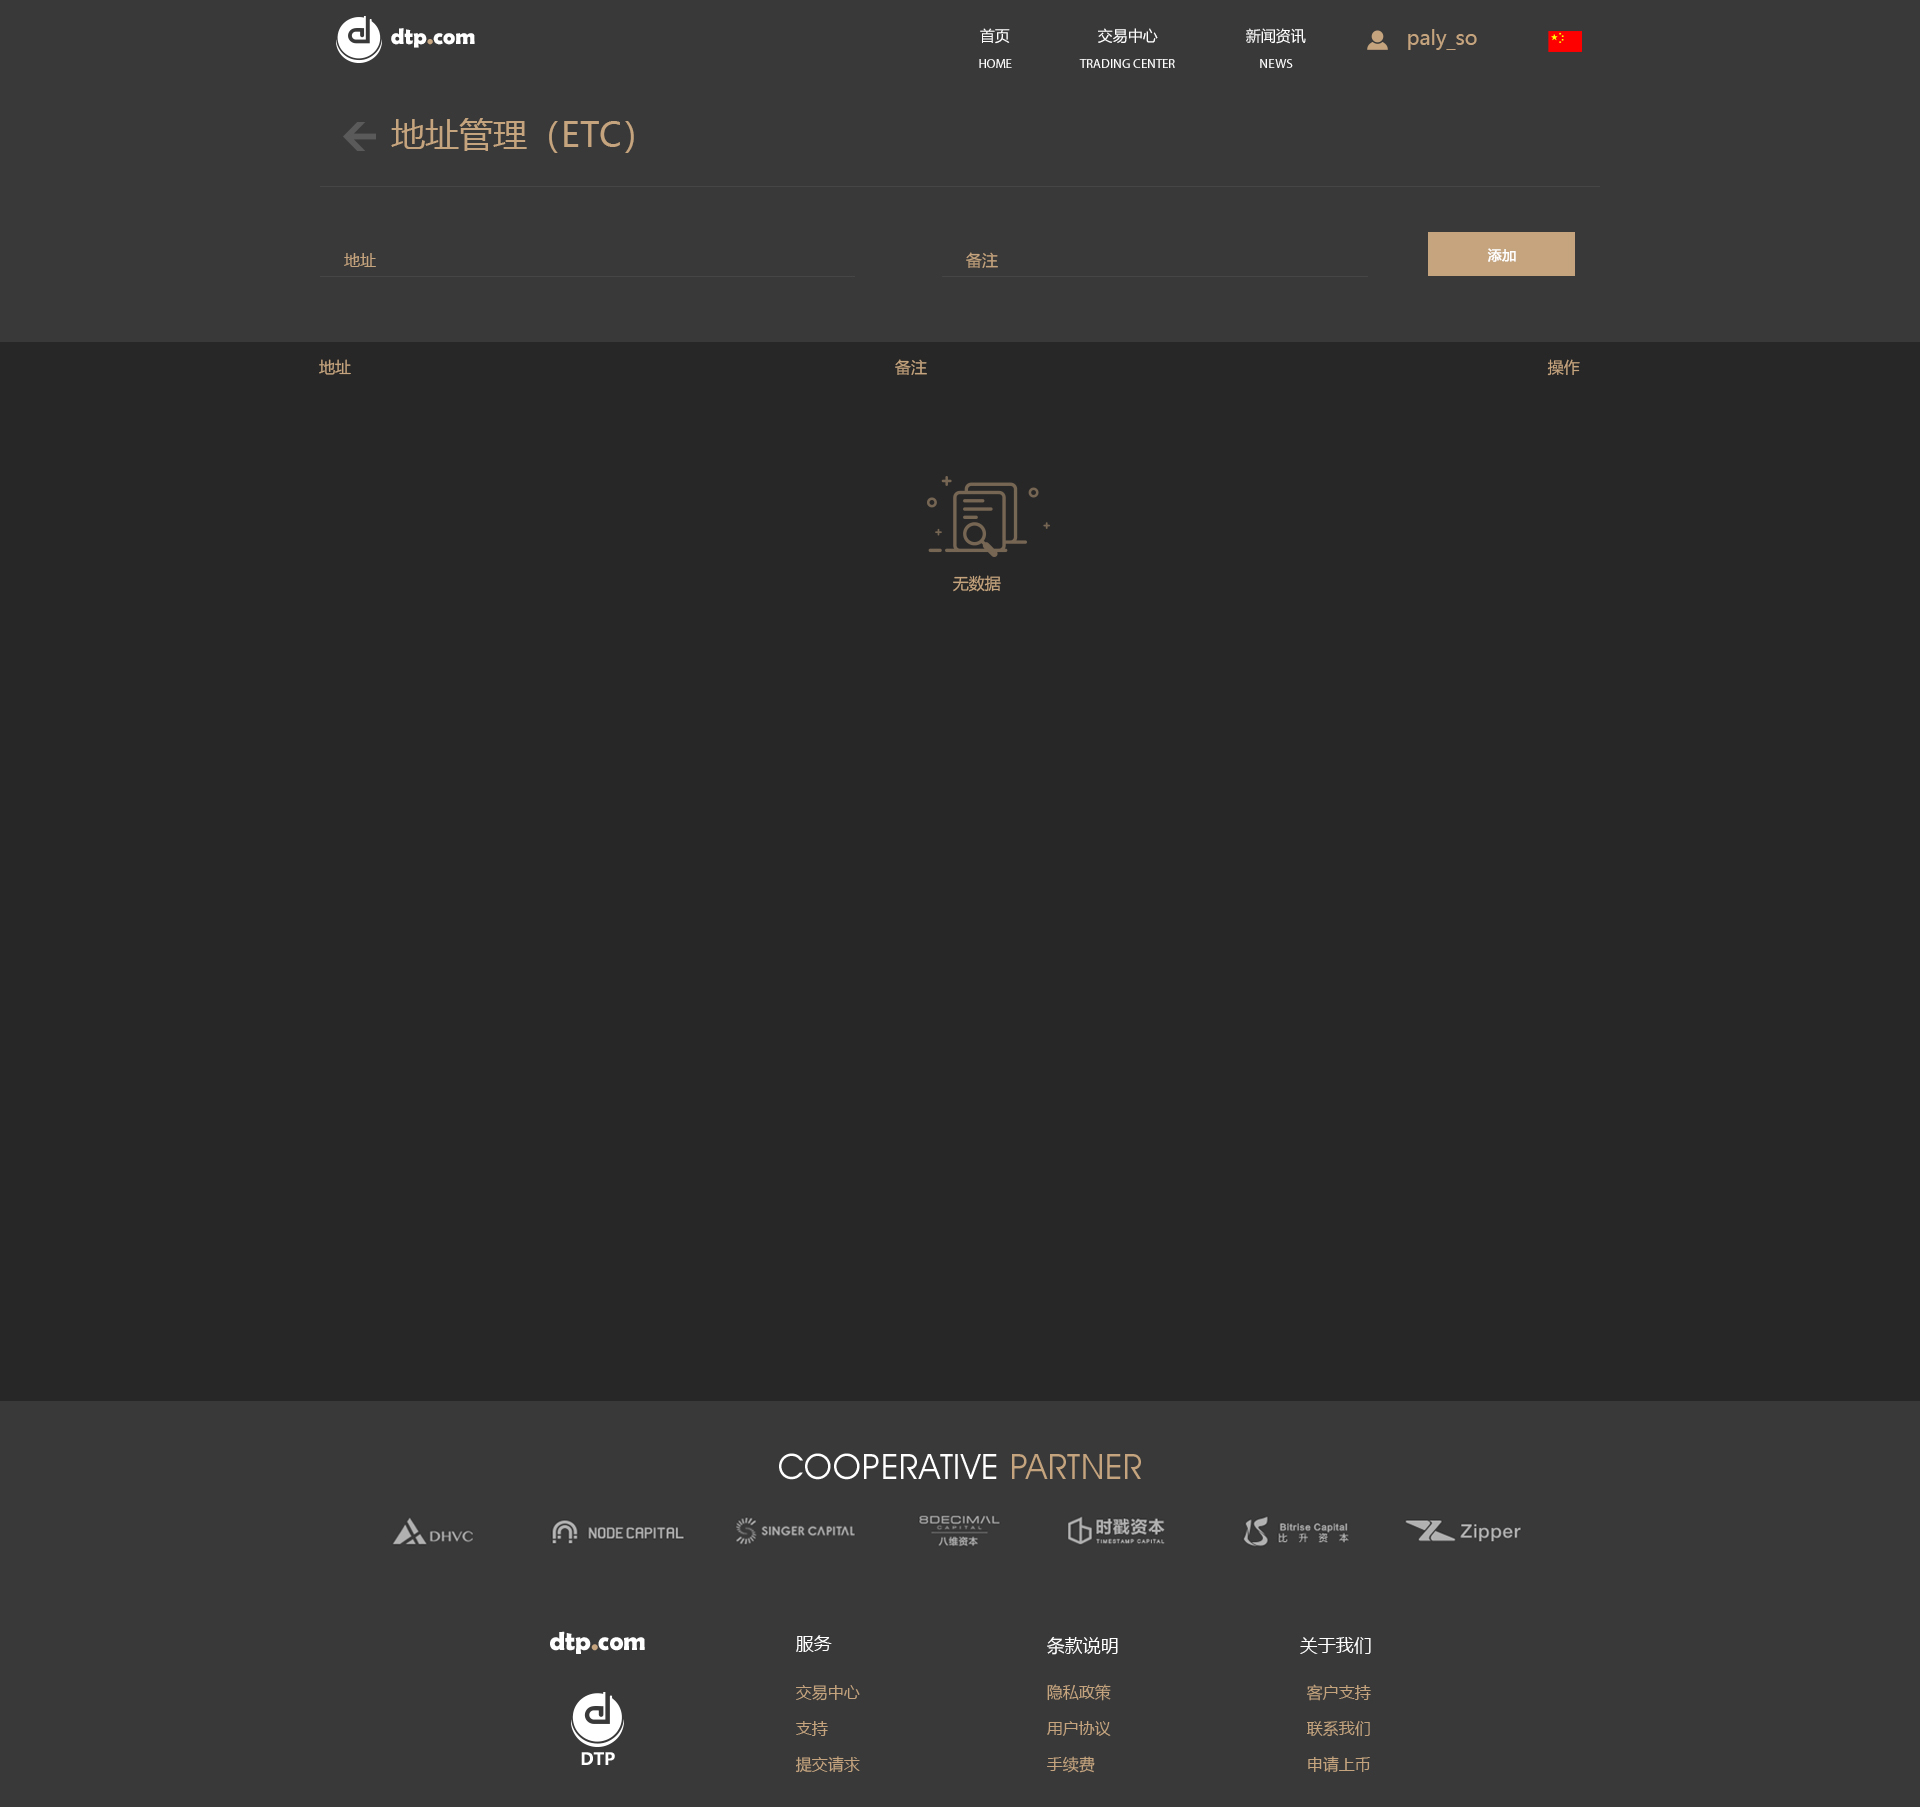 dtp.com
首页 交易中心 新闻资讯 paly_so
HOME TRADING CENTER NEWS
地址管理（ETC）
地址 备注 添加
地址 备注 操作
无数据
COOPERATIVE PARTNER
DHVC
NODE CAPITAL
SINGER CAPITAL
8DECIMAL
CAPITAL
八维资本
时戳资本
TIMESTAMP CAPITAL
Bitrise Capital
比升资本
Zipper
dtp.com
DTP
服务
交易中心
支持
提交请求
条款说明
隐私政策
用户协议
手续费
关于我们
客户支持
联系我们
申请上币